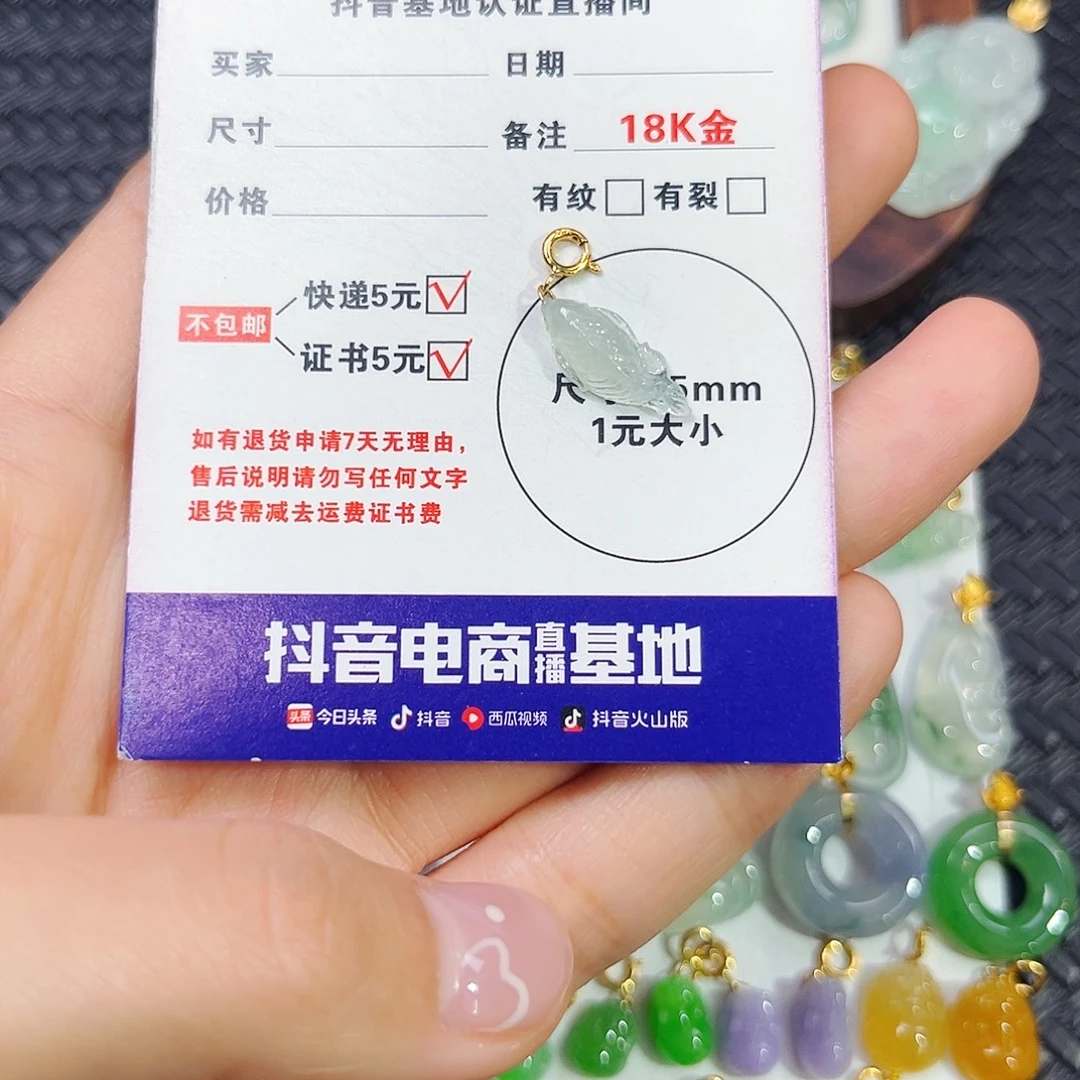 抖音基地认证直播间
买家
日期
尺寸
备注 18K金
价格
有纹 有裂
不包邮
快递5元
证书5元
5mm
1元大小
如有退货申请7天无理由，
售后说明请勿写任何文字
退货需减去运费证书费
抖音电商直播基地
头条 今日头条 抖音 西瓜视频 抖音火山版